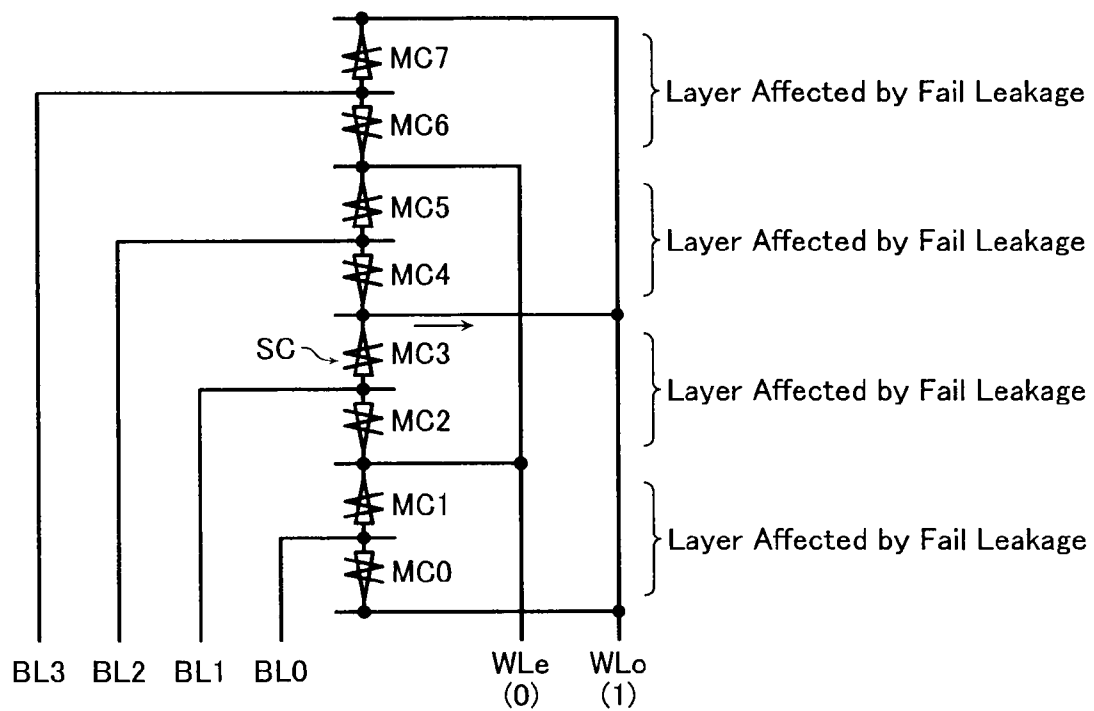 MC7
Layer Affected by Fail Leakage
MC6
MC5
Layer Affected by Fail Leakage
MC4
SC
MC3
Layer Affected by Fail Leakage
MC2
MC1
Layer Affected by Fail Leakage
MC0
BL3 BL2 BL1 BL0 WLe WLo
(0) (1)